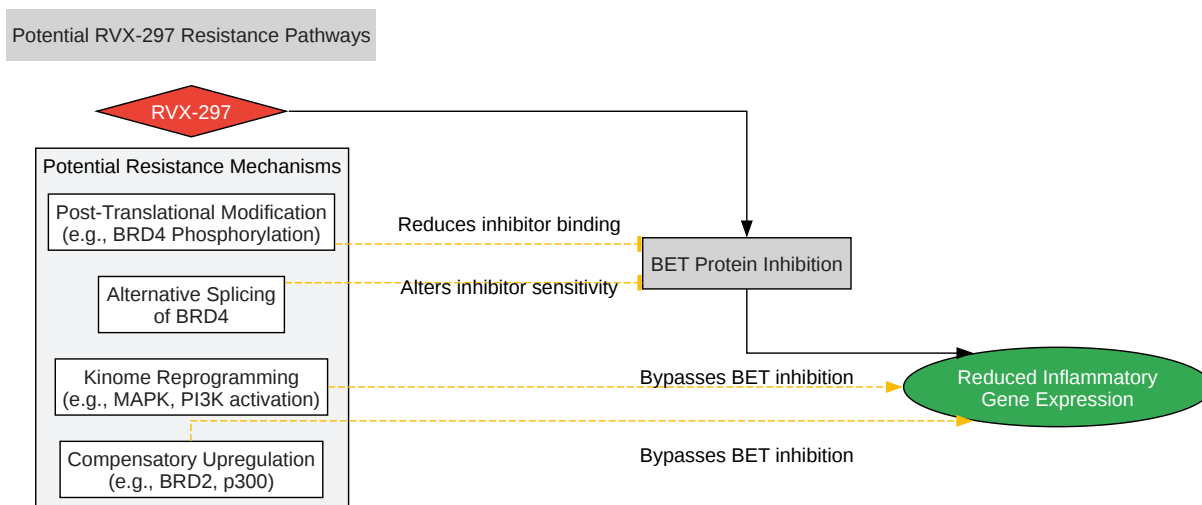 Potential RVX-297 Resistance Pathways
RVX-297
Potential Resistance Mechanisms
Post-Translational Modification
(e.g., BRD4 Phosphorylation)
Reduces inhibitor binding
BET Protein Inhibition
Alternative Splicing
of BRD4
Alters inhibitor sensitivity
Kinome Reprogramming
(e.g., MAPK, PI3K activation)
Bypasses BET inhibition
Reduced Inflammatory
Gene Expression
Compensatory Upregulation
(e.g., BRD2, p300)
Bypasses BET inhibition